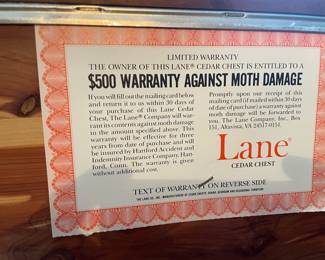 LIMITED WARRANTY
THE OWNER OF THIS LANE® CEDAR CHEST IS ENTITLED TO A
$500 WARRANTY AGAINST MOTH DAMAGE
If you will fill out the mailing card below
and return it to us within 30 days of
your purchase of this Lane Cedar
Chest, The Lane® Company will war-
rant its contents against moth damage
in the amount specified above. This
warranty will be effective for three
years from date of purchase and will
be insured by Hartford Accident and
Indemnity Insurance Company, Hart-
ford, Conn. The warranty is given
without additional cost.
Promptly upon our receipt of this
mailing card (if mailed within 30 days
of date of purchase) a warranty against
moth damage will be forwarded to
you. The Lane Company, Inc., Box
151, Altavista, VA 24517-0151.
Lane®
CEDAR CHEST
TEXT OF WARRANTY ON REVERSE SIDE
THE LANE CO., INC.